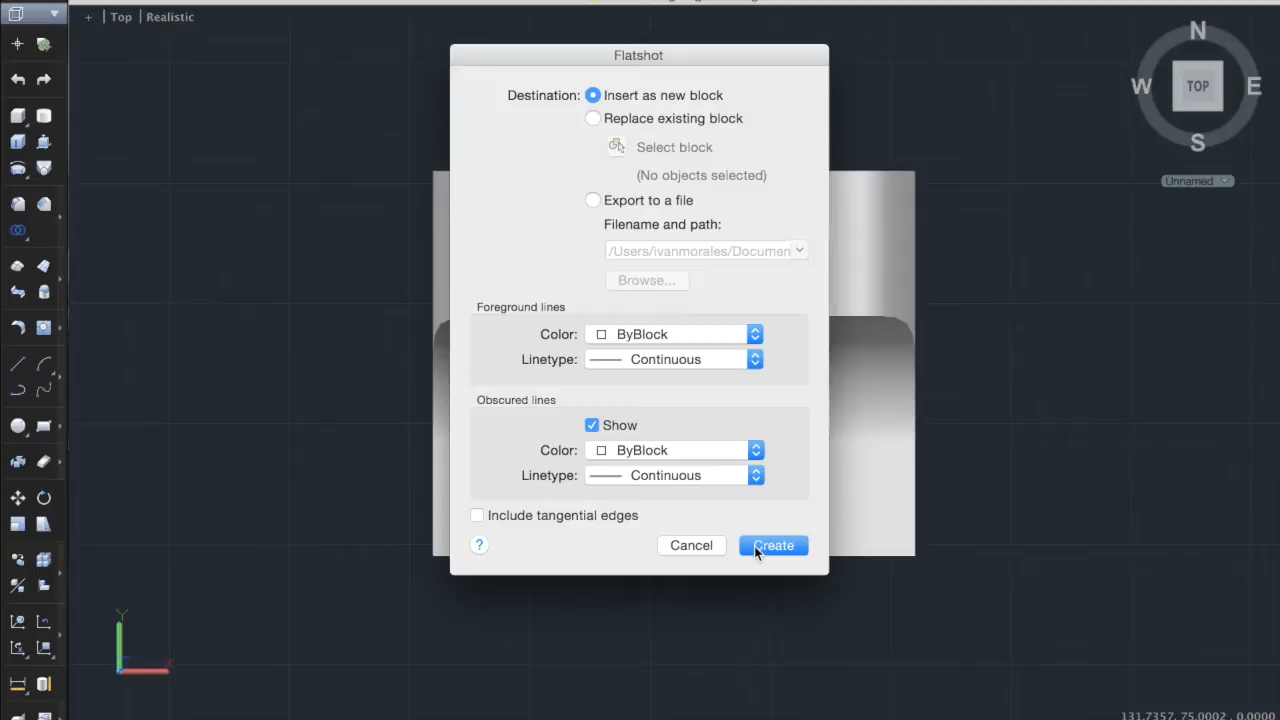 + | Top | Realistic
Flatshot
Destination: Insert as new block
Replace existing block
Select block
(No objects selected)
Export to a file
Filename and path:
/Users/ivanmorales/Documen
Browse...
Foreground lines
Color: ByBlock
Linetype: Continuous
Obscured lines
Show
Color: ByBlock
Linetype: Continuous
Include tangential edges
? Cancel Create
N
W TOP E
S
Unnamed
Y
X
131.7357, 75.0002, 0.0000